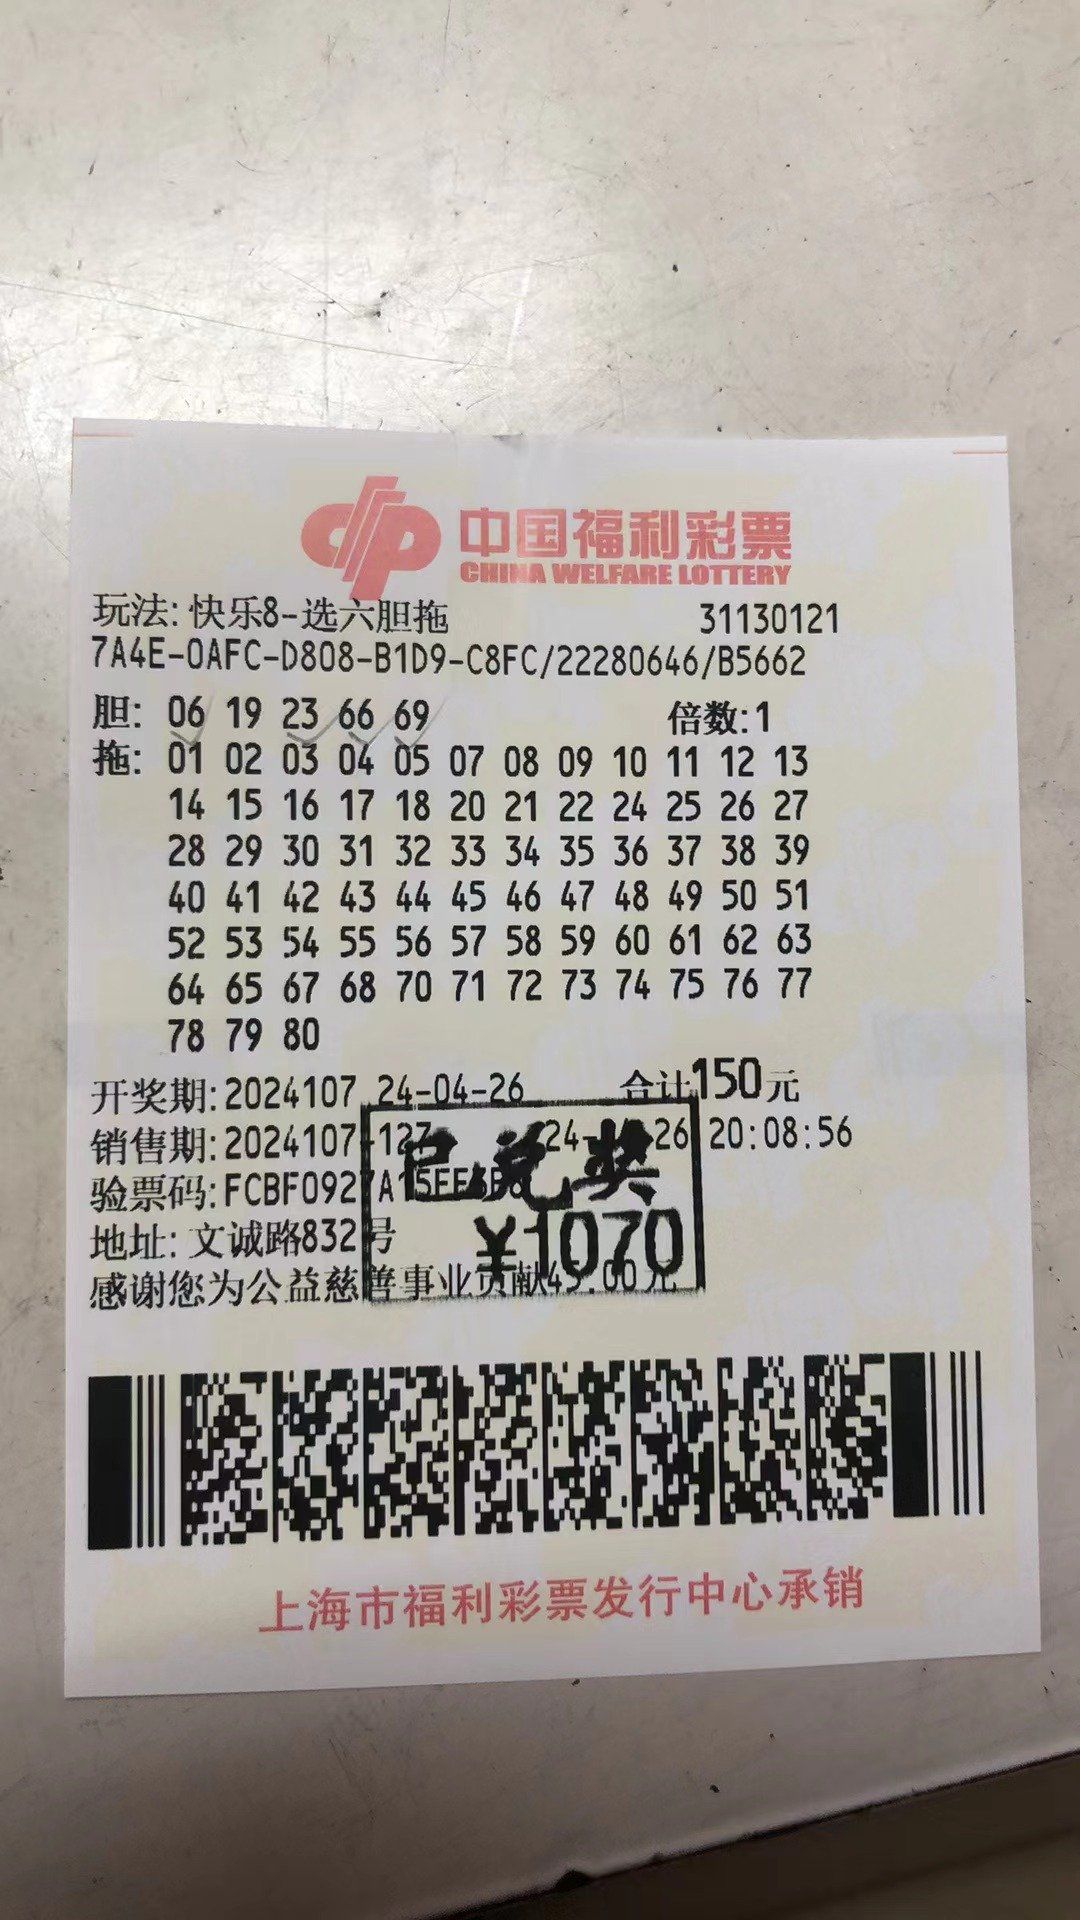 中国福利彩票
CHINA WELFARE LOTTERY
玩法: 快乐8-选六胆拖 31130121
7A4E-0AFC-D808-B1D9-C8FC/22280646/B5662
胆: 06 19 23 66 69 倍数:1
拖: 01 02 03 04 05 07 08 09 10 11 12 13
14 15 16 17 18 20 21 22 24 25 26 27
28 29 30 31 32 33 34 35 36 37 38 39
40 41 42 43 44 45 46 47 48 49 50 51
52 53 54 55 56 57 58 59 60 61 62 63
64 65 67 68 70 71 72 73 74 75 76 77
78 79 80
开奖期: 2024107 24-04-26 合计150元
销售期: 2024107-127 20:08:56
已兑奖
验票码:
地址: 文诚路832号
¥1070
感谢您为公益慈善事业贡献45.00元
上海市福利彩票发行中心承销